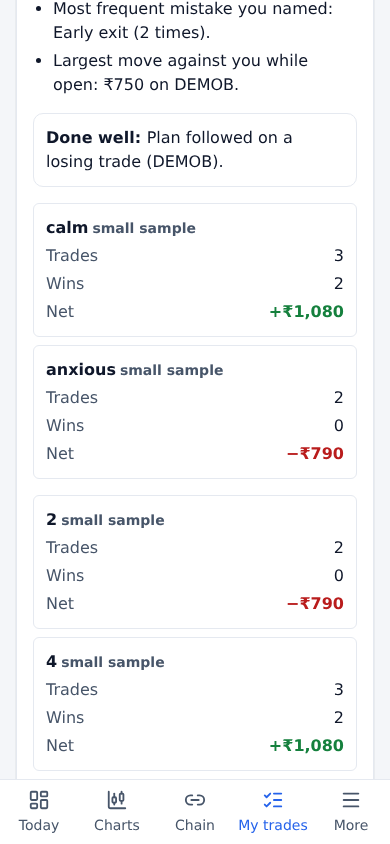 Most frequent mistake you named:
Early exit (2 times).
Largest move against you while
open: ₹750 on DEMOB.
Done well: Plan followed on a
losing trade (DEMOB).
calm small sample
Trades 3
Wins 2
Net +₹1,080
anxious small sample
Trades 2
Wins 0
Net −₹790
2 small sample
Trades 2
Wins 0
Net −₹790
4 small sample
Trades 3
Wins 2
Net +₹1,080
Today Charts Chain My trades More